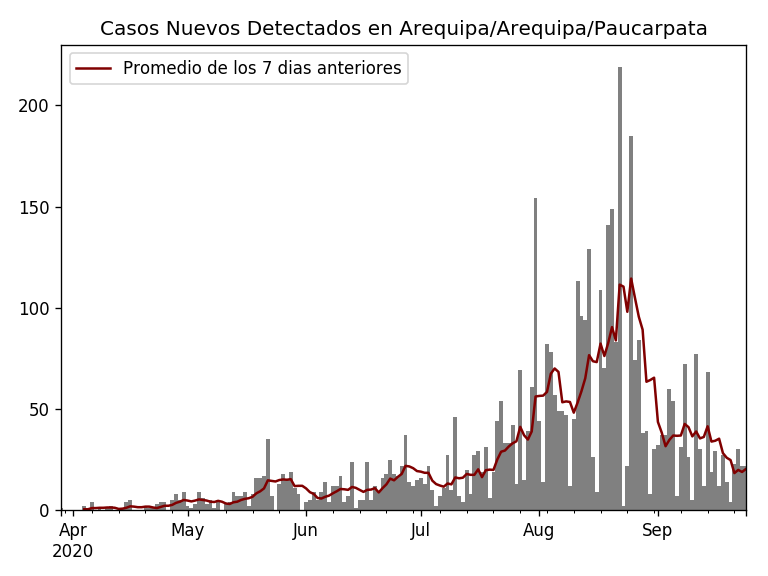 Casos Nuevos Detectados en Arequipa/Arequipa/Paucarpata
Promedio de los 7 dias anteriores
200
150
100
50
0
Apr May Jun Jul Aug Sep
2020